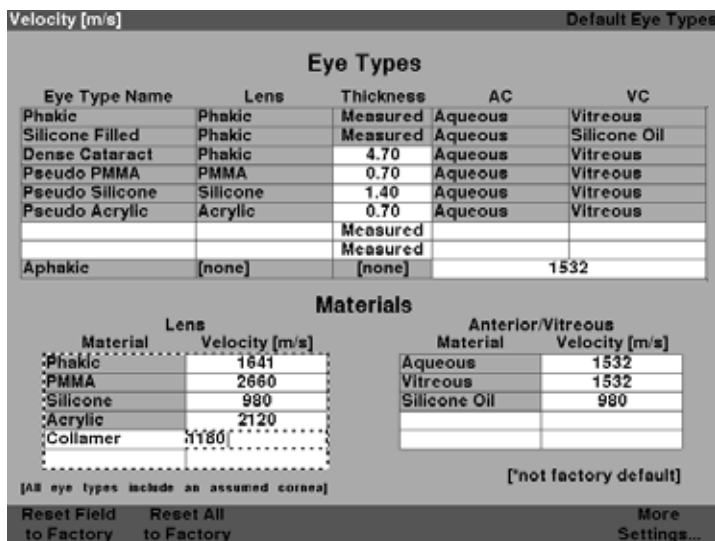 Velocity [m/s] Default Eye Types
Eye Types
Eye Type Name Lens Thickness AC VC
Phakic Phakic Measured Aqueous Vitreous
Silicone Filled Phakic Measured Aqueous Silicone Oil
Dense Cataract Phakic 4.70 Aqueous Vitreous
Pseudo PMMA PMMA 0.70 Aqueous Vitreous
Pseudo Silicone Silicone 1.40 Aqueous Vitreous
Pseudo Acrylic Acrylic 0.70 Aqueous Vitreous
Measured
Measured
Aphakic [none] [none] 1532
Materials
Lens
Material Velocity [m/s]
Phakic 1641
PMMA 2660
Silicone 980
Acrylic 2120
Collamer 1180
[All eye types include an assumed cornea]
Anterior/Vitreous
Material Velocity [m/s]
Aqueous 1532
Vitreous 1532
Silicone Oil 980
[*not factory default]
Reset Field Reset All More
to Factory to Factory Settings...